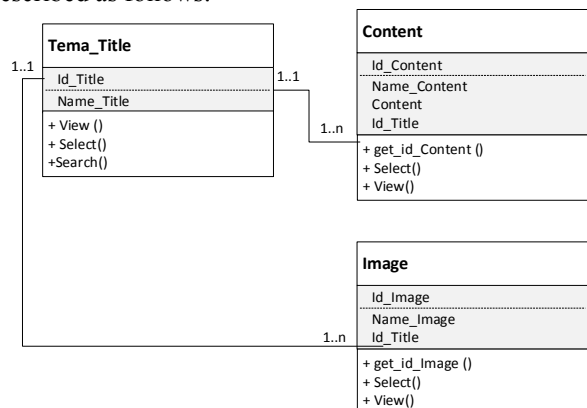 escribed as follows:
Tema_Title
Id_Title
Name_Title
+ View ()
+ Select()
+Search()
1..1
1..1
1..n
1..n
Content
Id_Content
Name_Content
Content
Id_Title
+ get_id_Content ()
+ Select()
+ View()
Image
Id_Image
Name_Image
Id_Title
+ get_id_Image ()
+ Select()
+ View()